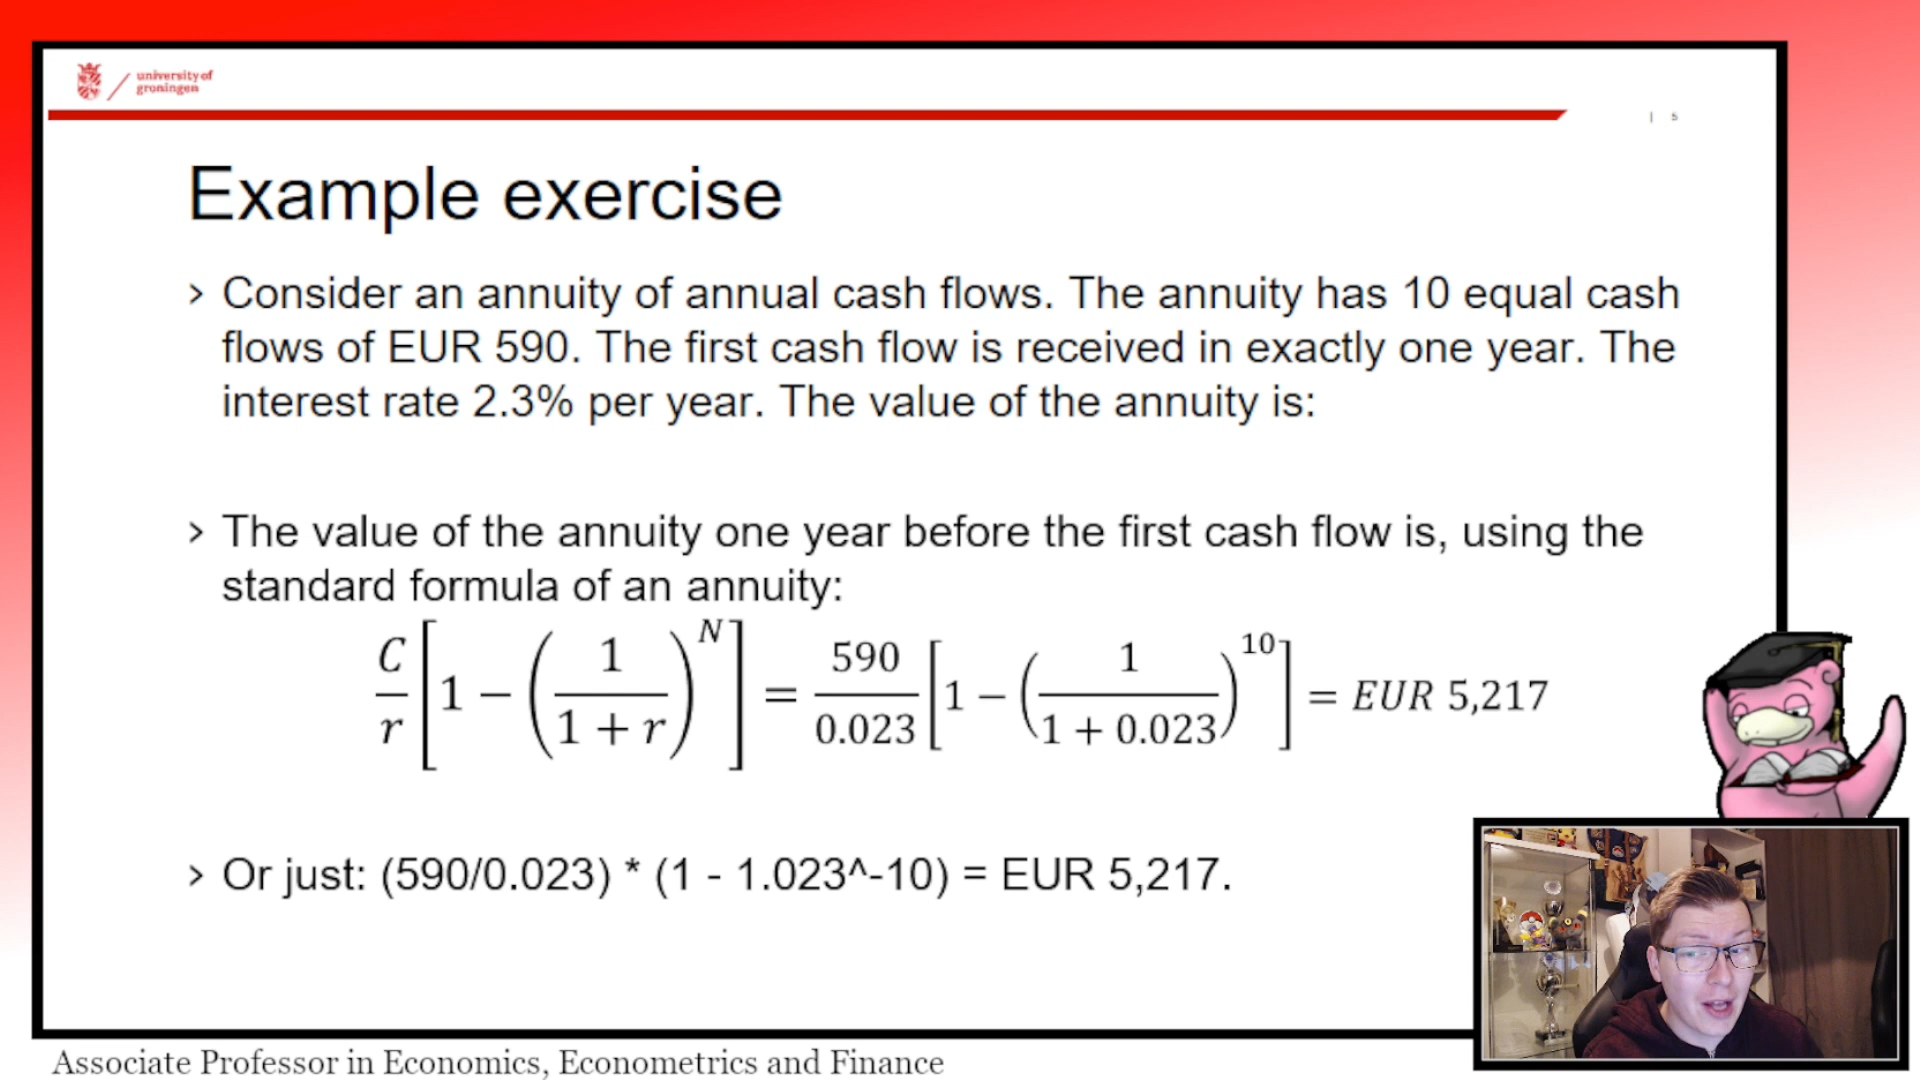 university of
groningen
| 5
Example exercise
› Consider an annuity of annual cash flows. The annuity has 10 equal cash
flows of EUR 590. The first cash flow is received in exactly one year. The
interest rate 2.3% per year. The value of the annuity is:
› The value of the annuity one year before the first cash flow is, using the
standard formula of an annuity:
C/r [1 − (1/(1 + r))^N] = 590/0.023 [1 − (1/(1 + 0.023))^10] = EUR 5,217
› Or just: (590/0.023) * (1 - 1.023^-10) = EUR 5,217.
Associate Professor in Economics, Econometrics and Finance